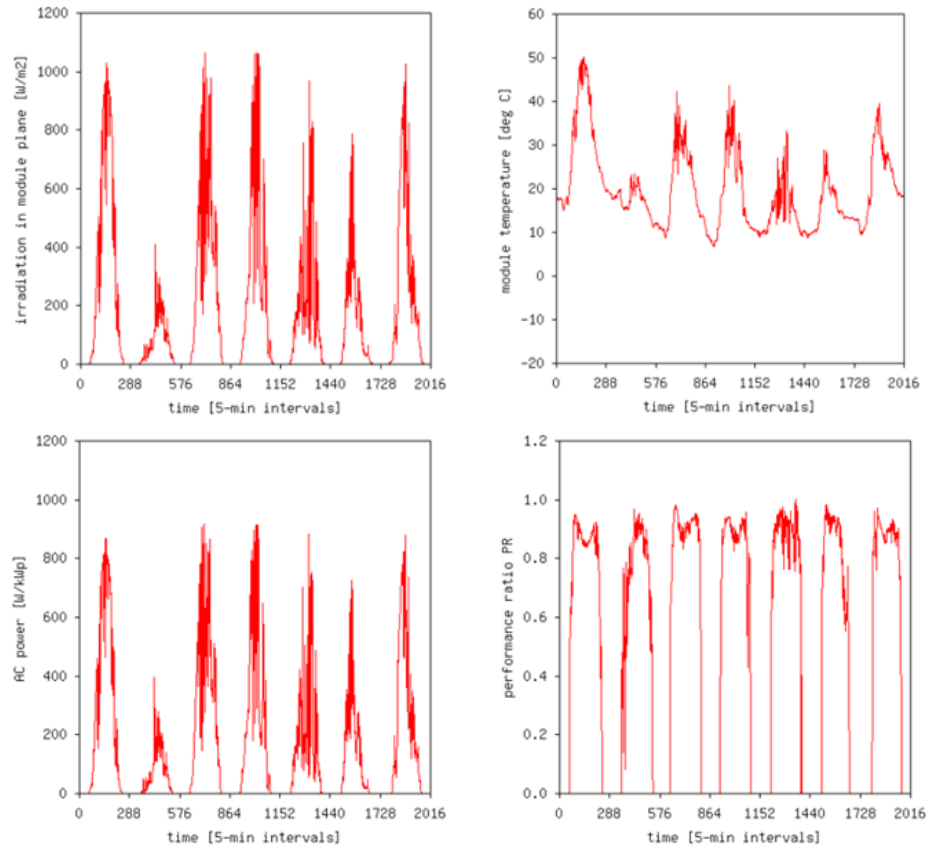 1200
1000
800
600
400
200
0
irradiation in module plane [W/m2]
0 288 576 864 1152 1440 1728 2016
time [5-min intervals]
60
50
40
30
20
10
0
-10
-20
module temperature [deg C]
0 288 576 864 1152 1440 1728 2016
time [5-min intervals]
1200
1000
800
600
400
200
0
AC power [W/kWp]
0 288 576 864 1152 1440 1728 2016
time [5-min intervals]
1.2
1.0
0.8
0.6
0.4
0.2
0.0
performance ratio PR
0 288 576 864 1152 1440 1728 2016
time [5-min intervals]